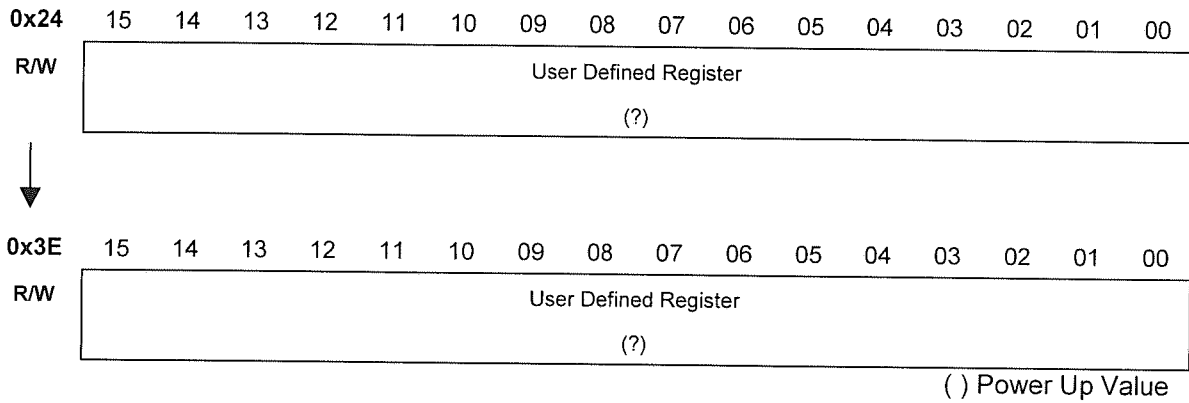 0x24 15 14 13 12 11 10 09 08 07 06 05 04 03 02 01 00
R/W User Defined Register
(?)
0x3E 15 14 13 12 11 10 09 08 07 06 05 04 03 02 01 00
R/W User Defined Register
(?)
( ) Power Up Value